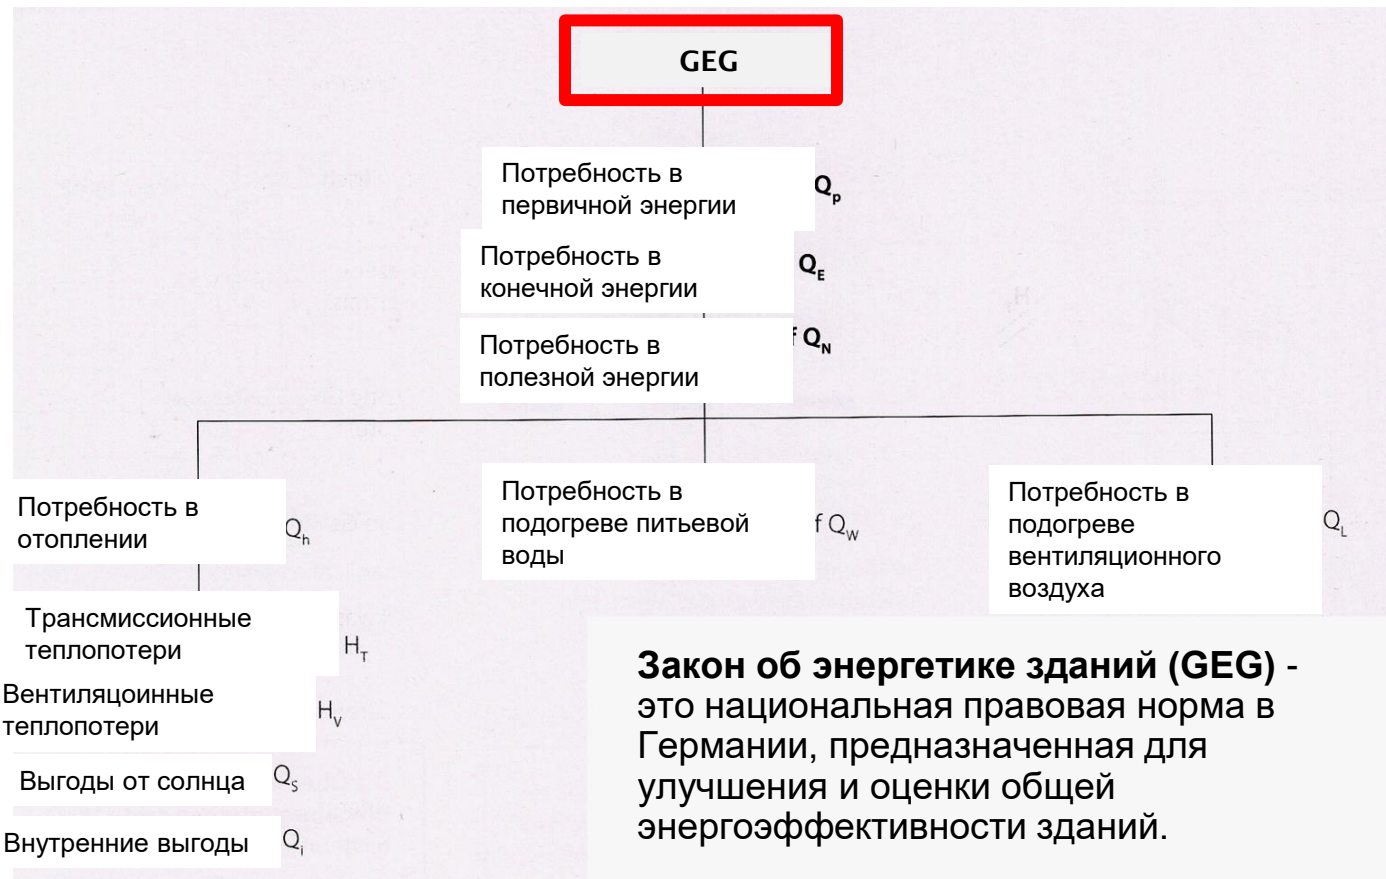 GEG
Потребность в
первичной энергии
Qp
Потребность в
конечной энергии
QE
Потребность в
полезной энергии
f QN
Потребность в
отоплении
Qh
Потребность в
подогреве питьевой
воды
f QW
Потребность в
подогреве
вентиляционного
воздуха
QL
Трансмиссионные
теплопотери
HT
Вентиляцоинные
теплопотери
HV
Выгоды от солнца
QS
Внутренние выгоды
Qi
Закон об энергетике зданий (GEG) -
это национальная правовая норма в
Германии, предназначенная для
улучшения и оценки общей
энергоэффективности зданий.